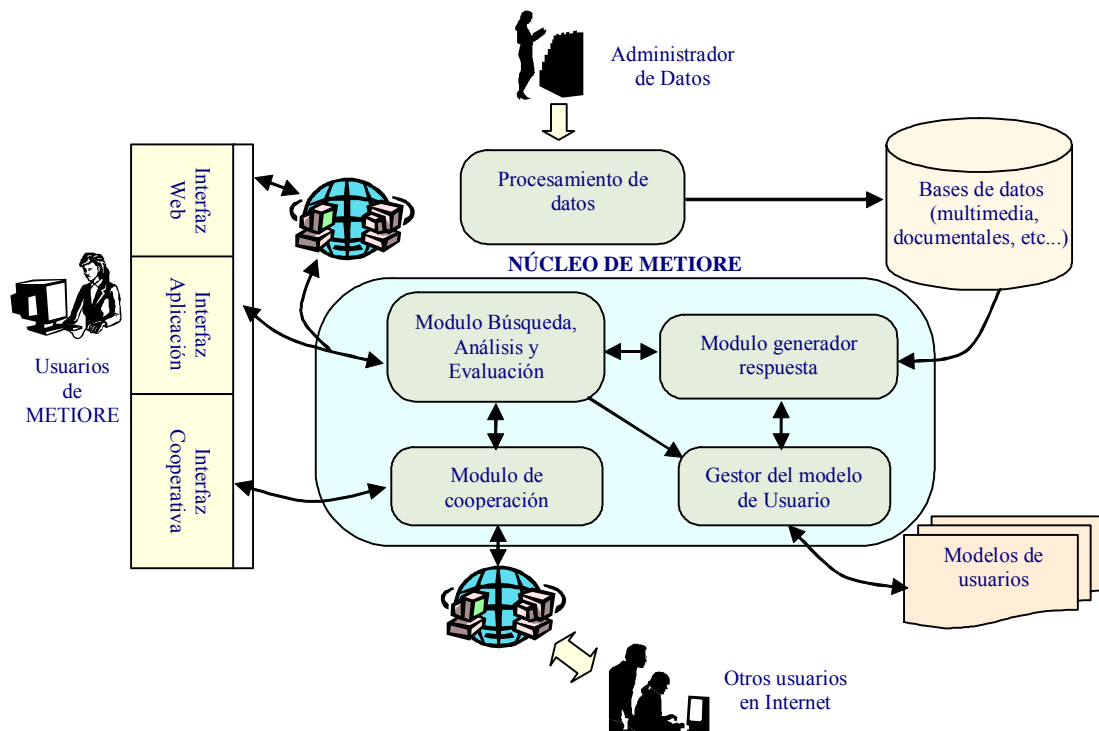 Administrador
de Datos
Procesamiento de
datos
Bases de datos
(multimedia,
documentales, etc...)
Interfaz
Web
Interfaz
Aplicación
Interfaz
Cooperativa
Usuarios
de
METIORE
NÚCLEO DE METIORE
Modulo Búsqueda,
Análisis y
Evaluación
Modulo generador
respuesta
Modulo de
cooperación
Gestor del modelo
de Usuario
Modelos de
usuarios
Otros usuarios
en Internet